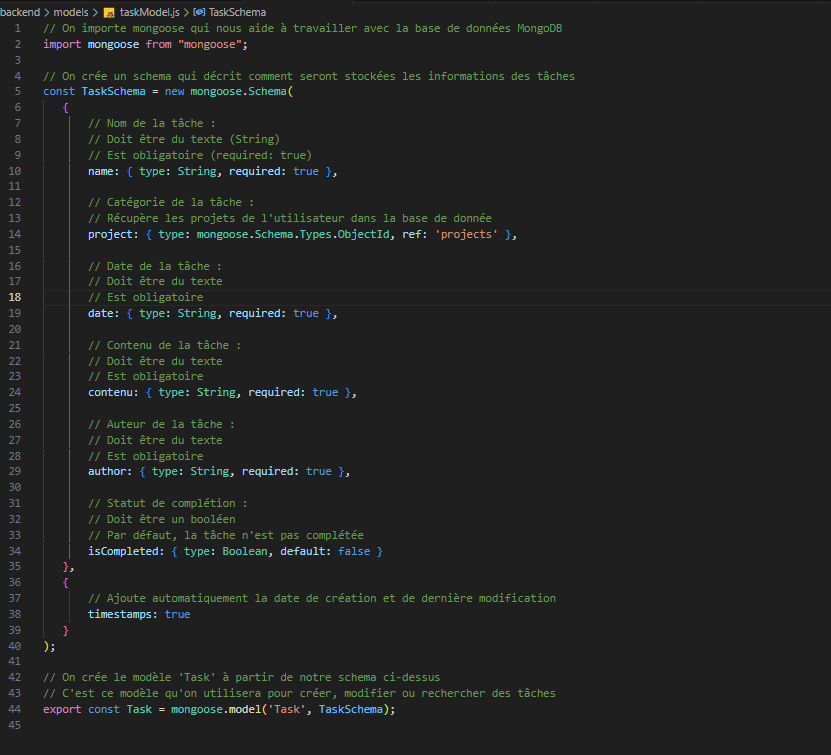 backend > models > JS taskModel.js > TaskSchema
1 // On importe mongoose qui nous aide à travailler avec la base de données MongoDB
2 import mongoose from "mongoose";
3
4 // On crée un schema qui décrit comment seront stockées les informations des tâches
5 const TaskSchema = new mongoose.Schema(
6 {
7 // Nom de la tâche :
8 // Doit être du texte (String)
9 // Est obligatoire (required: true)
10 name: { type: String, required: true },
11
12 // Catégorie de la tâche :
13 // Récupère les projets de l'utilisateur dans la base de donnée
14 project: { type: mongoose.Schema.Types.ObjectId, ref: 'projects' },
15
16 // Date de la tâche :
17 // Doit être du texte
18 // Est obligatoire
19 date: { type: String, required: true },
20
21 // Contenu de la tâche :
22 // Doit être du texte
23 // Est obligatoire
24 contenu: { type: String, required: true },
25
26 // Auteur de la tâche :
27 // Doit être du texte
28 // Est obligatoire
29 author: { type: String, required: true },
30
31 // Statut de complétion :
32 // Doit être un booléen
33 // Par défaut, la tâche n'est pas complétée
34 isCompleted: { type: Boolean, default: false }
35 },
36 {
37 // Ajoute automatiquement la date de création et de dernière modification
38 timestamps: true
39 }
40 );
41
42 // On crée le modèle 'Task' à partir de notre schema ci-dessus
43 // C'est ce modèle qu'on utilisera pour créer, modifier ou rechercher des tâches
44 export const Task = mongoose.model('Task', TaskSchema);
45